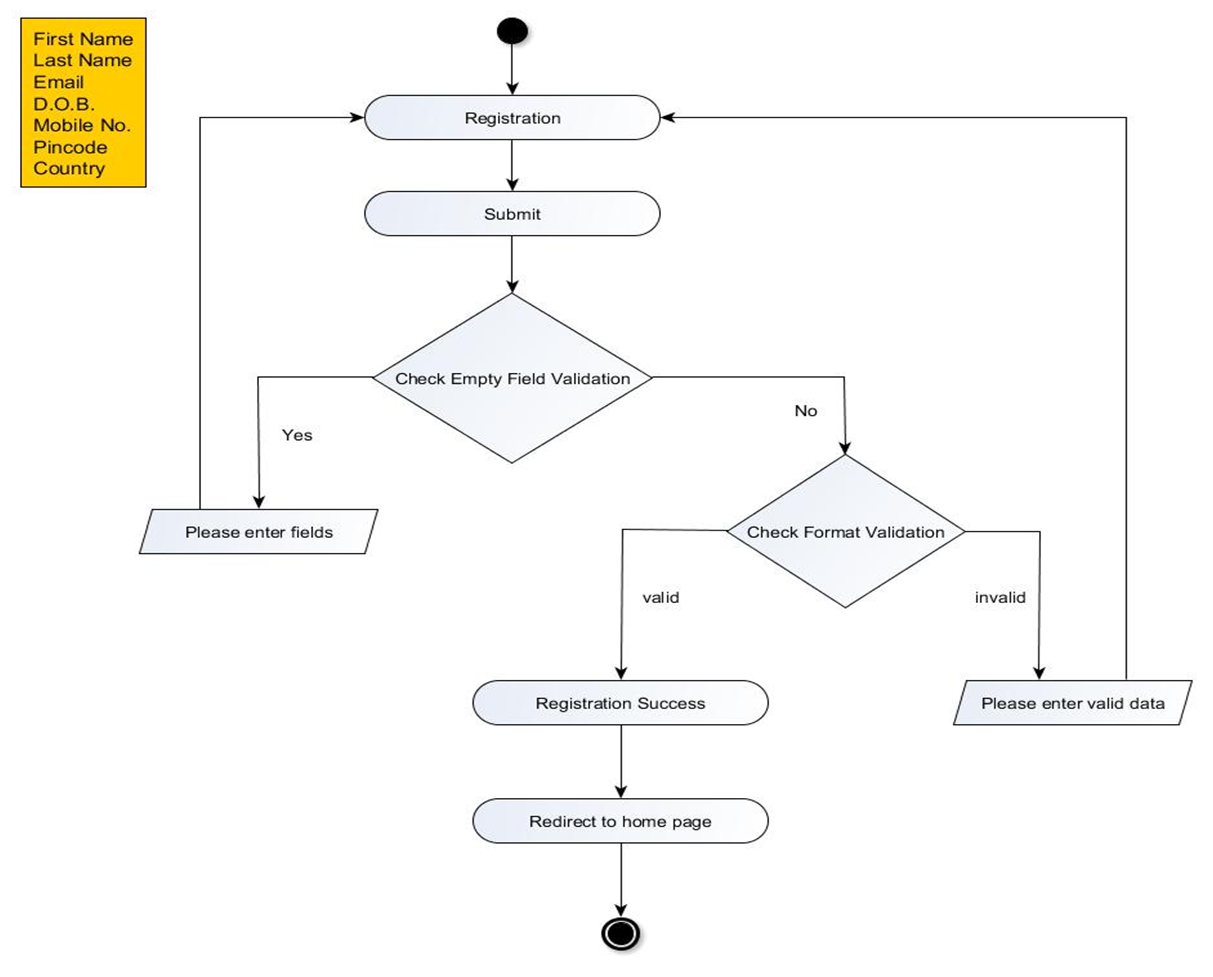 First Name
Last Name
Email
D.O.B.
Mobile No.
Pincode
Country
Registration
Submit
Check Empty Field Validation
Yes
No
Please enter fields
Check Format Validation
valid
invalid
Registration Success
Please enter valid data
Redirect to home page